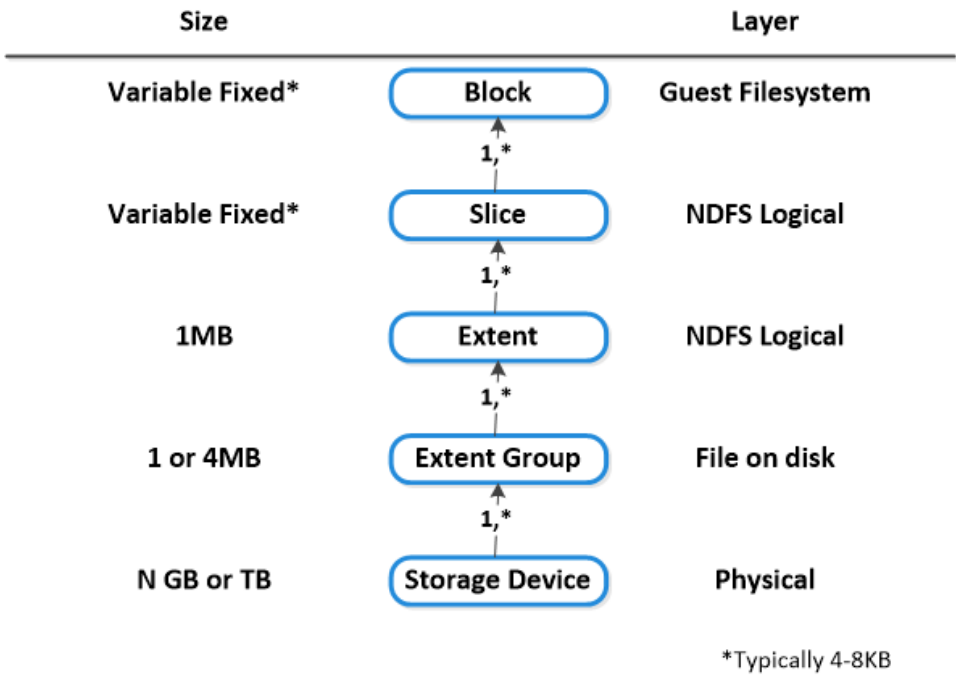 Size Layer
Variable Fixed* Block Guest Filesystem
1,*
Variable Fixed* Slice NDFS Logical
1,*
1MB Extent NDFS Logical
1,*
1 or 4MB Extent Group File on disk
1,*
N GB or TB Storage Device Physical
*Typically 4-8KB